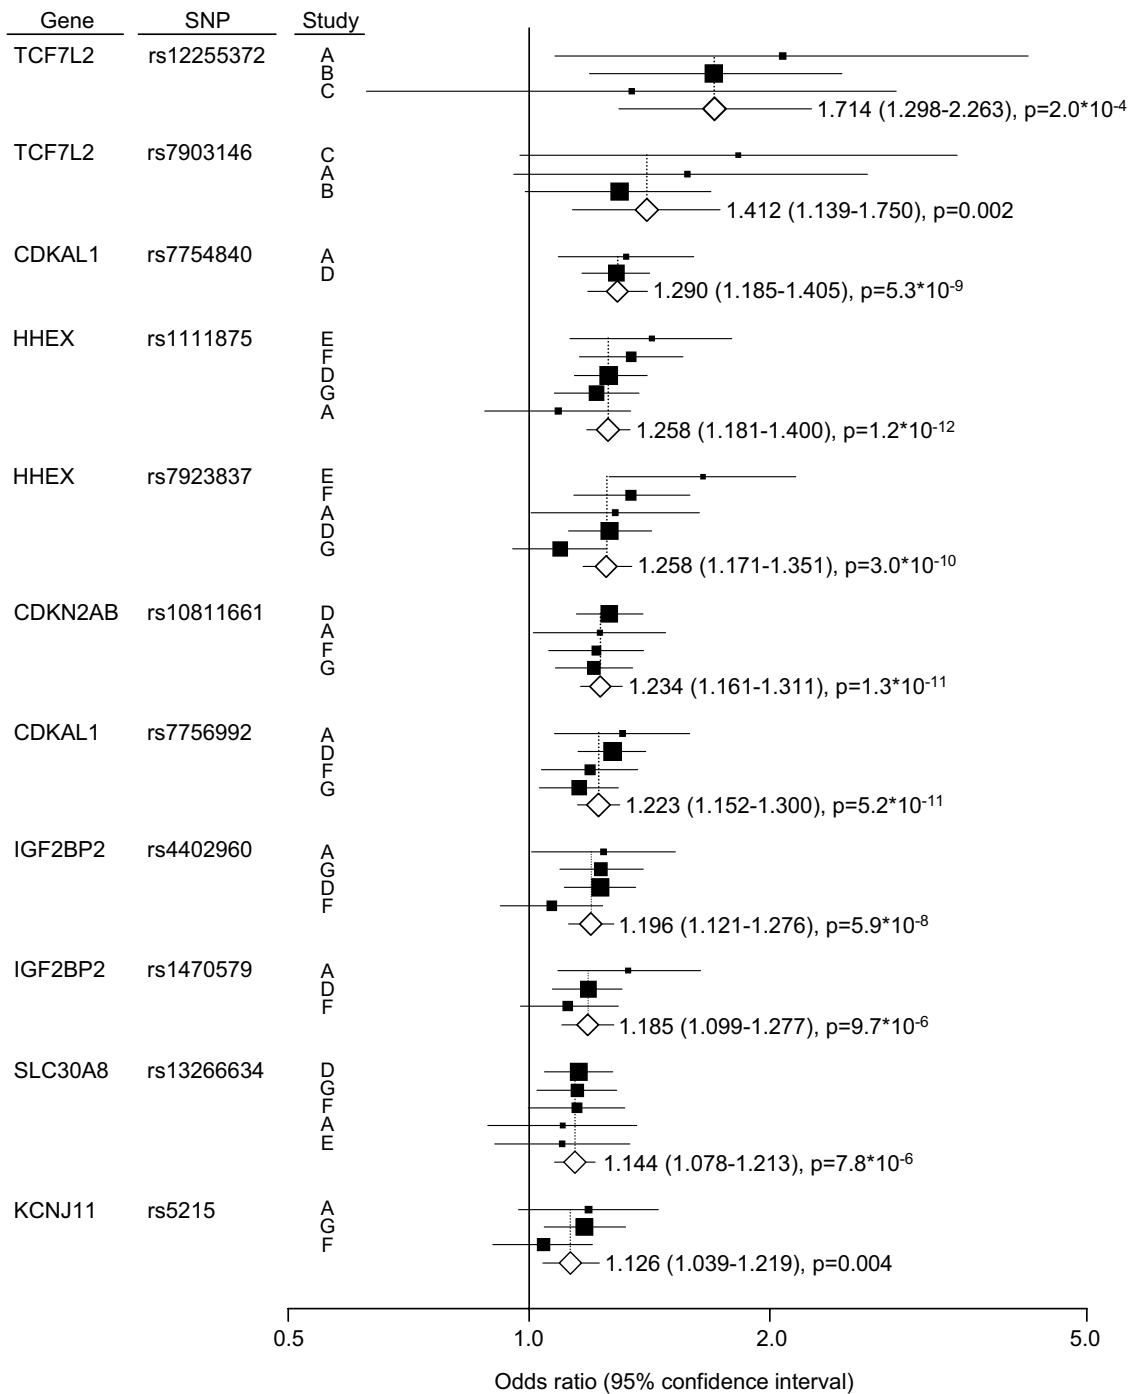 Gene SNP Study
TCF7L2 rs12255372 A
B
C
1.714 (1.298-2.263), p=2.0*10-4
TCF7L2 rs7903146 C
A
B
1.412 (1.139-1.750), p=0.002
CDKAL1 rs7754840 A
D
1.290 (1.185-1.405), p=5.3*10-9
HHEX rs1111875 E
F
D
G
A
1.258 (1.181-1.400), p=1.2*10-12
HHEX rs7923837 E
F
A
D
G
1.258 (1.171-1.351), p=3.0*10-10
CDKN2AB rs10811661 D
A
F
G
1.234 (1.161-1.311), p=1.3*10-11
CDKAL1 rs7756992 A
D
F
G
1.223 (1.152-1.300), p=5.2*10-11
IGF2BP2 rs4402960 A
G
D
F
1.196 (1.121-1.276), p=5.9*10-8
IGF2BP2 rs1470579 A
D
F
1.185 (1.099-1.277), p=9.7*10-6
SLC30A8 rs13266634 D
G
F
A
E
1.144 (1.078-1.213), p=7.8*10-6
KCNJ11 rs5215 A
G
F
1.126 (1.039-1.219), p=0.004
0.5 1.0 2.0 5.0
Odds ratio (95% confidence interval)